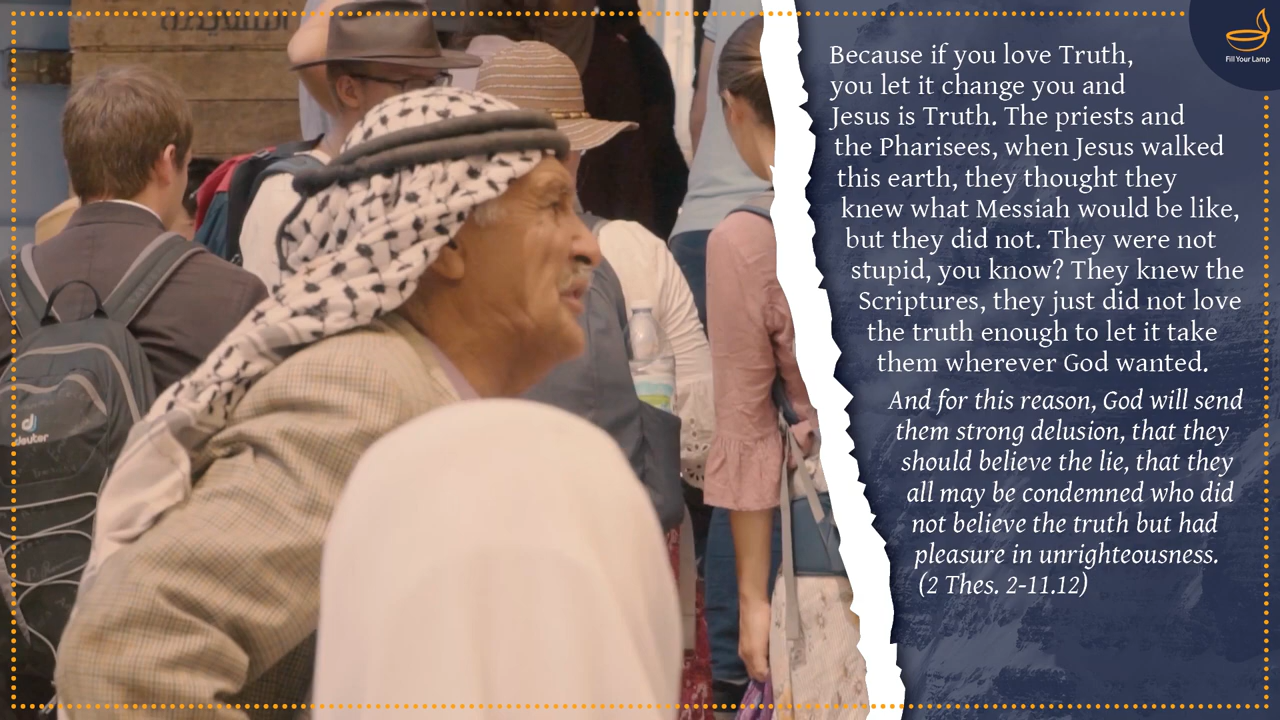 Because if you love Truth,
you let it change you and
Jesus is Truth. The priests and
the Pharisees, when Jesus walked
this earth, they thought they
knew what Messiah would be like,
but they did not. They were not
stupid, you know? They knew the
Scriptures, they just did not love
the truth enough to let it take
them wherever God wanted.
And for this reason, God will send
them strong delusion, that they
should believe the lie, that they
all may be condemned who did
not believe the truth but had
pleasure in unrighteousness.
(2 Thes. 2-11.12)
Fill Your Lamp
deuter